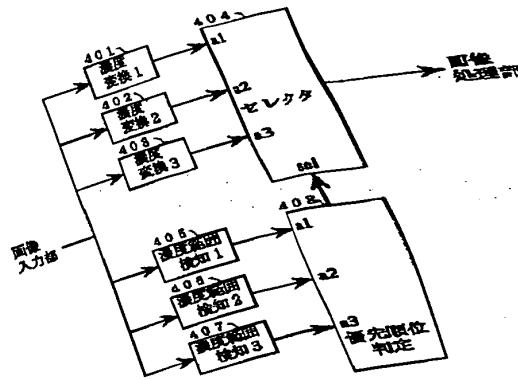 404
401
濃度
変換1
a1
画像
処理部
402
濃度
変換2
a2
セレクタ
403
濃度
変換3
a3
sel
408
画像
入力部
405
濃度範囲
検知1
a1
406
濃度範囲
検知2
a2
407
濃度範囲
検知3
a3
優先順位
判定